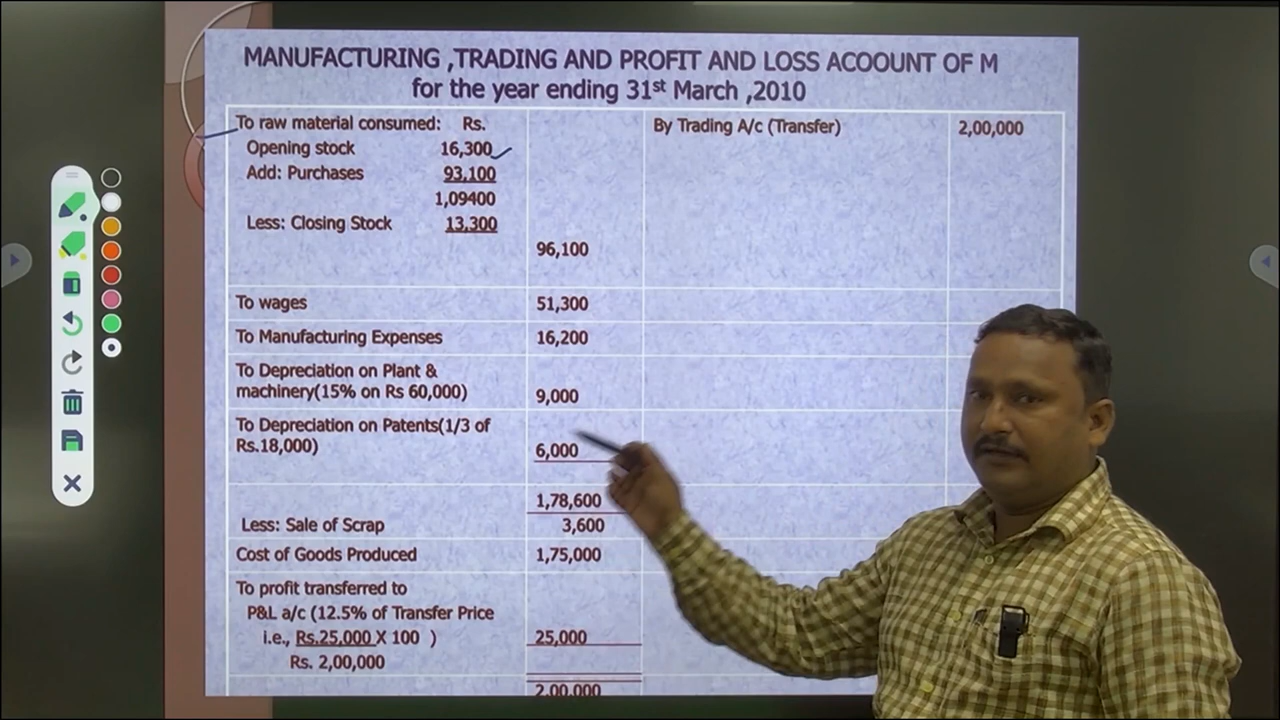 MANUFACTURING ,TRADING AND PROFIT AND LOSS ACOOUNT OF M
for the year ending 31st March ,2010
To raw material consumed: Rs.
By Trading A/c (Transfer) 2,00,000
Opening stock 16,300
Add: Purchases 93,100
1,09400
Less: Closing Stock 13,300
96,100
To wages 51,300
To Manufacturing Expenses 16,200
To Depreciation on Plant &
machinery(15% on Rs 60,000) 9,000
To Depreciation on Patents(1/3 of
Rs.18,000) 6,000
1,78,600
Less: Sale of Scrap 3,600
Cost of Goods Produced 1,75,000
To profit transferred to
P&L a/c (12.5% of Transfer Price
i.e., Rs.25,000 X 100 ) 25,000
Rs. 2,00,000
2,00,000